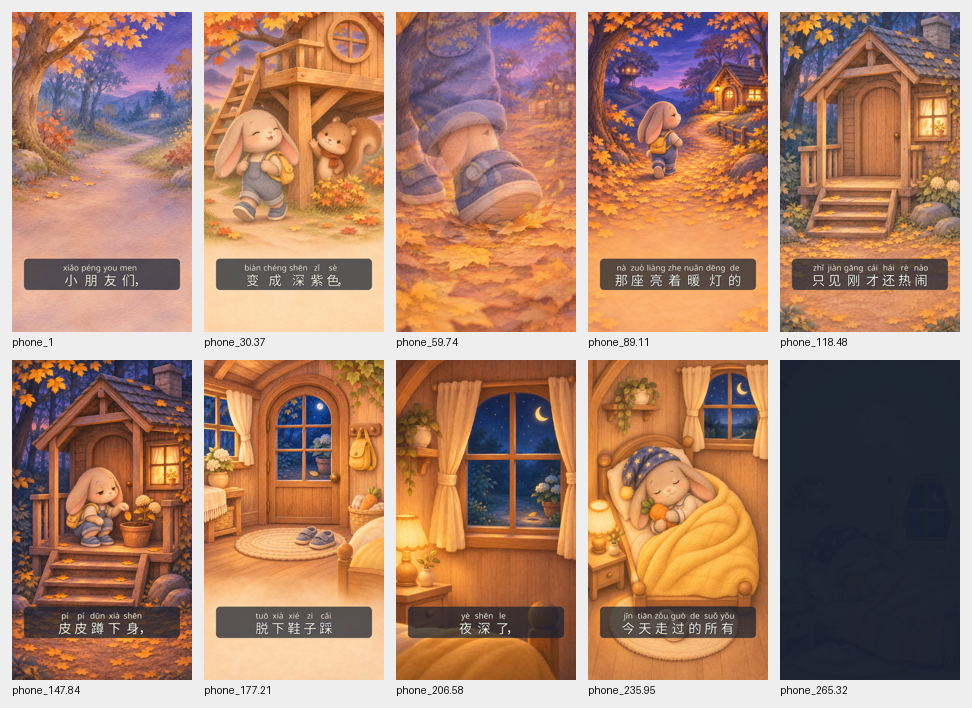 xiǎo péng you men
小朋友们,
phone_1
biàn chéng shēn zǐ sè
变成深紫色,
phone_30.37
phone_59.74
nà zuò liàng zhe nuǎn dēng de
那座亮着暖灯的
phone_89.11
zhǐ jiàn gāng cái hái rè nào
只见刚才还热闹
phone_118.48
pí pí dūn xià shēn
皮皮蹲下身,
phone_147.84
tuō xià xié zi cǎi
脱下鞋子踩
phone_177.21
yè shēn le
夜深了,
phone_206.58
jīn tiān zǒu guò de suǒ yǒu
今天走过的所有
phone_235.95
phone_265.32